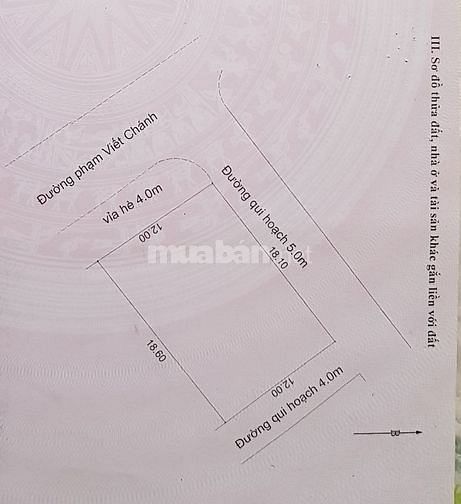 III. Sơ đồ thửa đất, nhà ở và tài sản khác gắn liền với đất
Đường phạm Viết Chánh
vỉa hè 4.0m
12.00
Đường qui hoạch 5.0m
18.10
muabán.net
18.60
12.00
Đường qui hoạch 4.0m
B